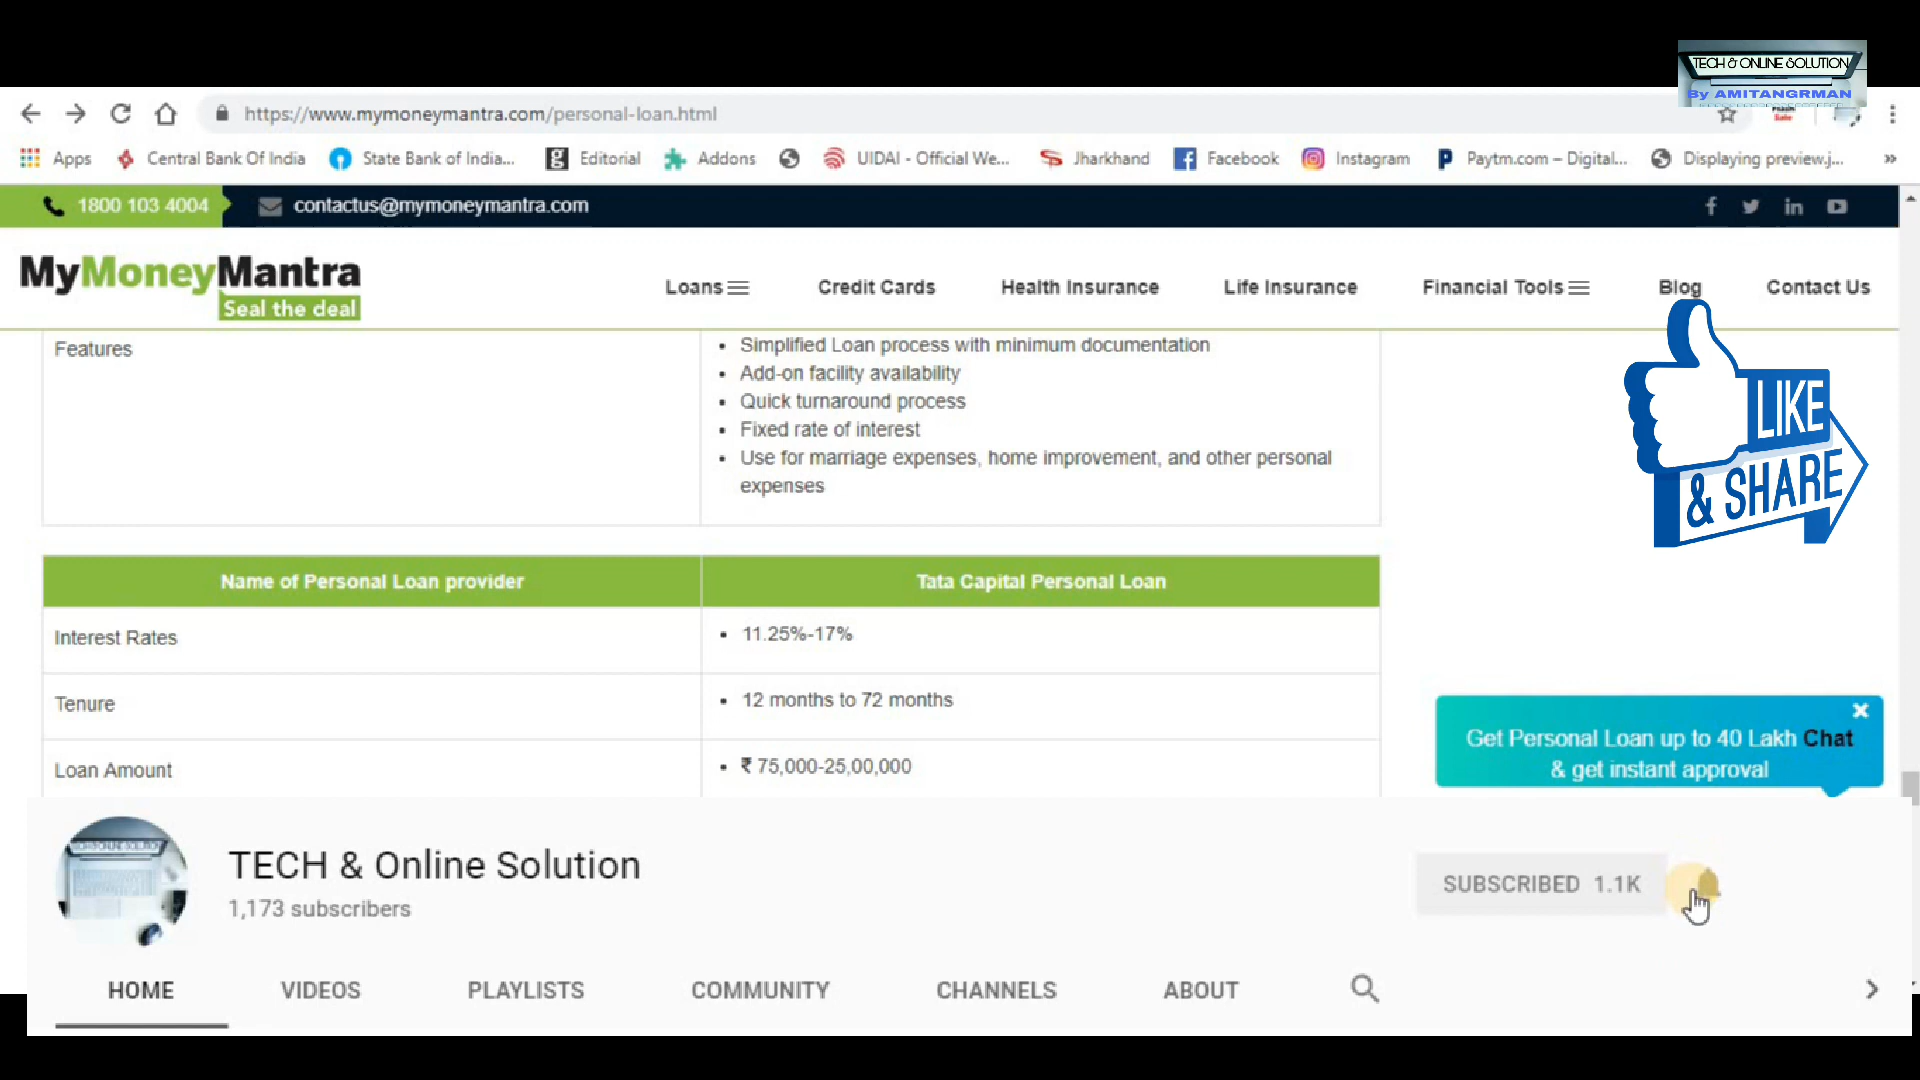 TECH & ONLINE SOLUTION
By AMITANGRMAN
https://www.mymoneymantra.com/personal-loan.html
Apps Central Bank Of India State Bank of India... Editorial Addons UIDAI - Official We... Jharkhand Facebook Instagram Paytm.com – Digital... Displaying preview.j... »
1800 103 4004 contactus@mymoneymantra.com
MyMoneyMantra
Seal the deal
Loans Credit Cards Health Insurance Life Insurance Financial Tools Blog Contact Us
Features
• Simplified Loan process with minimum documentation
• Add-on facility availability
• Quick turnaround process
• Fixed rate of interest
• Use for marriage expenses, home improvement, and other personal
expenses
LIKE
& SHARE
Name of Personal Loan provider Tata Capital Personal Loan
Interest Rates • 11.25%-17%
Tenure • 12 months to 72 months
Loan Amount • ₹ 75,000-25,00,000
Get Personal Loan up to 40 Lakh Chat
& get instant approval
TECH & Online Solution
1,173 subscribers
SUBSCRIBED 1.1K
HOME VIDEOS PLAYLISTS COMMUNITY CHANNELS ABOUT